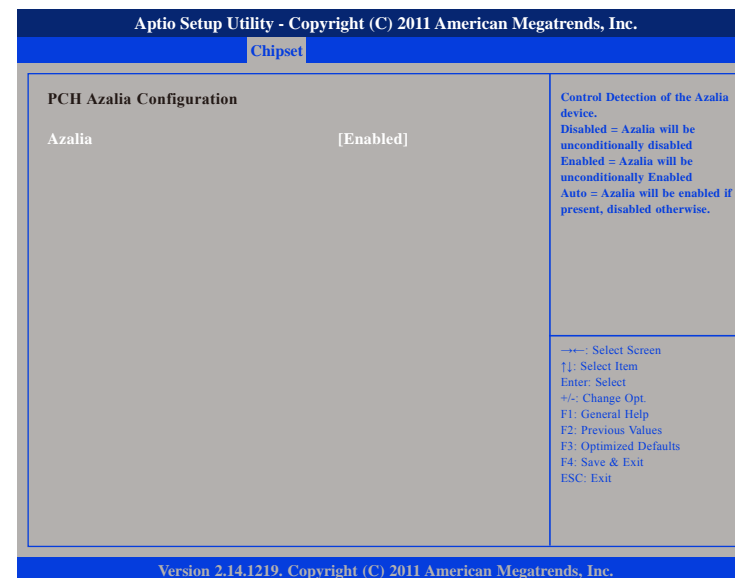 Aptio Setup Utility - Copyright (C) 2011 American Megatrends, Inc.
Chipset
PCH Azalia Configuration
Azalia [Enabled]
Control Detection of the Azalia
device.
Disabled = Azalia will be
unconditionally disabled
Enabled = Azalia will be
unconditionally Enabled
Auto = Azalia will be enabled if
present, disabled otherwise.
→←: Select Screen
↑↓: Select Item
Enter: Select
+/-: Change Opt.
F1: General Help
F2: Previous Values
F3: Optimized Defaults
F4: Save & Exit
ESC: Exit
Version 2.14.1219. Copyright (C) 2011 American Megatrends, Inc.